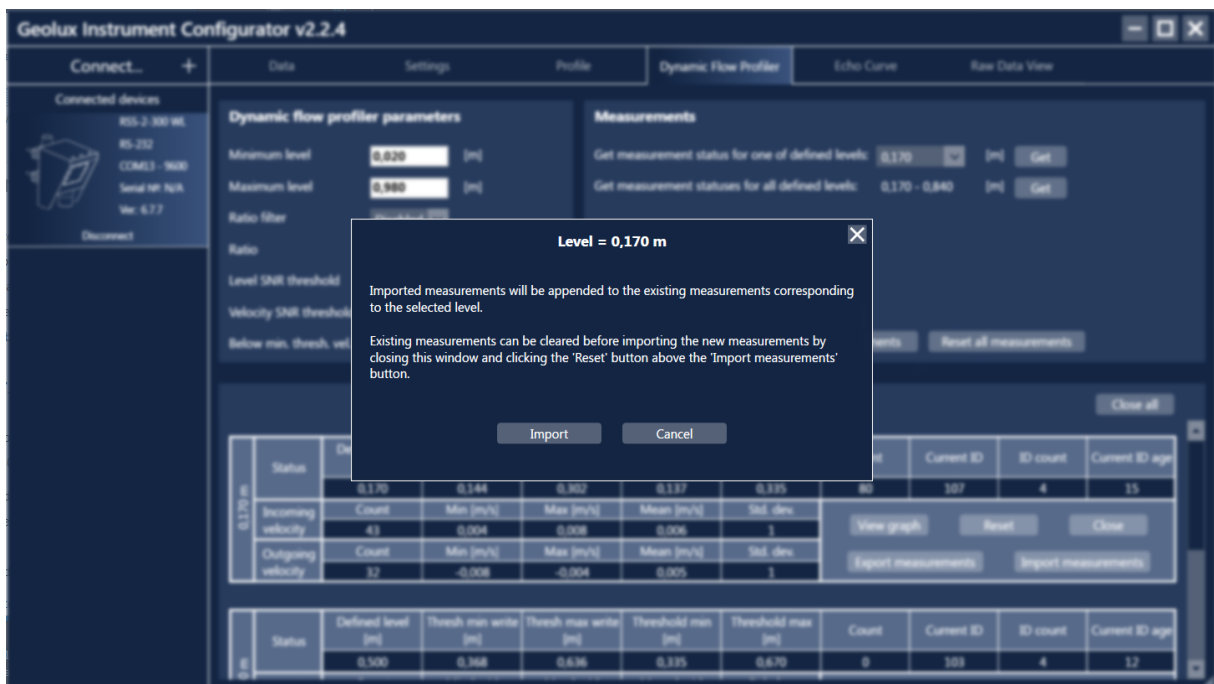 Geolux Instrument Configurator v2.2.4
Connect... +
Data Settings Profile Dynamic Flow Profiler Echo Curve Raw Data View
Connected devices
RSS-2-300 WL
RS-232
COM13 - 9600
Serial Nº: N/A
Ver.: 6.7.7
Disconnect
Dynamic flow profiler parameters
Minimum level 0,020 [m]
Maximum level 0,980 [m]
Ratio filter Disabled
Ratio
Level SNR threshold
Velocity SNR threshold
Below min. thresh. vel.
Measurements
Get measurement status for one of defined levels: 0,170 [m] Get
Get measurement statuses for all defined levels: 0,170 - 0,840 [m] Get
Reset all measurements
Level = 0,170 m
Imported measurements will be appended to the existing measurements corresponding
to the selected level.
Existing measurements can be cleared before importing the new measurements by
closing this window and clicking the 'Reset' button above the 'Import measurements'
button.
Import Cancel
Close all
0,170 m
Status Current ID ID count Current ID age
0,170 0,144 0,302 0,137 0,335 80 107 4 15
Incoming velocity Count Min [m/s] Max [m/s] Mean [m/s] Std. dev.
43 0,004 0,008 0,006 1
View graph Reset Close
Outgoing velocity Count Min [m/s] Max [m/s] Mean [m/s] Std. dev.
32 -0,008 -0,004 0,005 1
Export measurements Import measurements
Status Defined level [m] Thresh min write [m] Thresh max write [m] Threshold min [m] Threshold max [m] Count Current ID ID count Current ID age
0,500 0,368 0,636 0,335 0,670 0 103 4 12